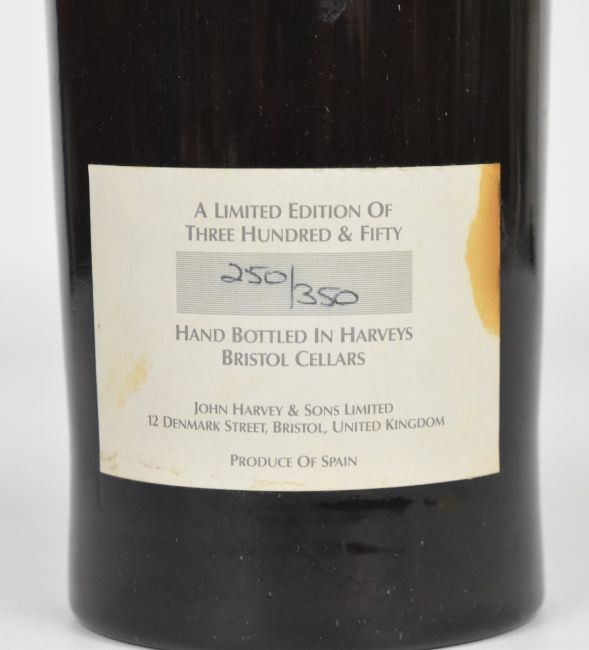 A LIMITED EDITION OF
THREE HUNDRED & FIFTY
250/350
HAND BOTTLED IN HARVEYS
BRISTOL CELLARS
JOHN HARVEY & SONS LIMITED
12 DENMARK STREET, BRISTOL, UNITED KINGDOM
PRODUCE OF SPAIN